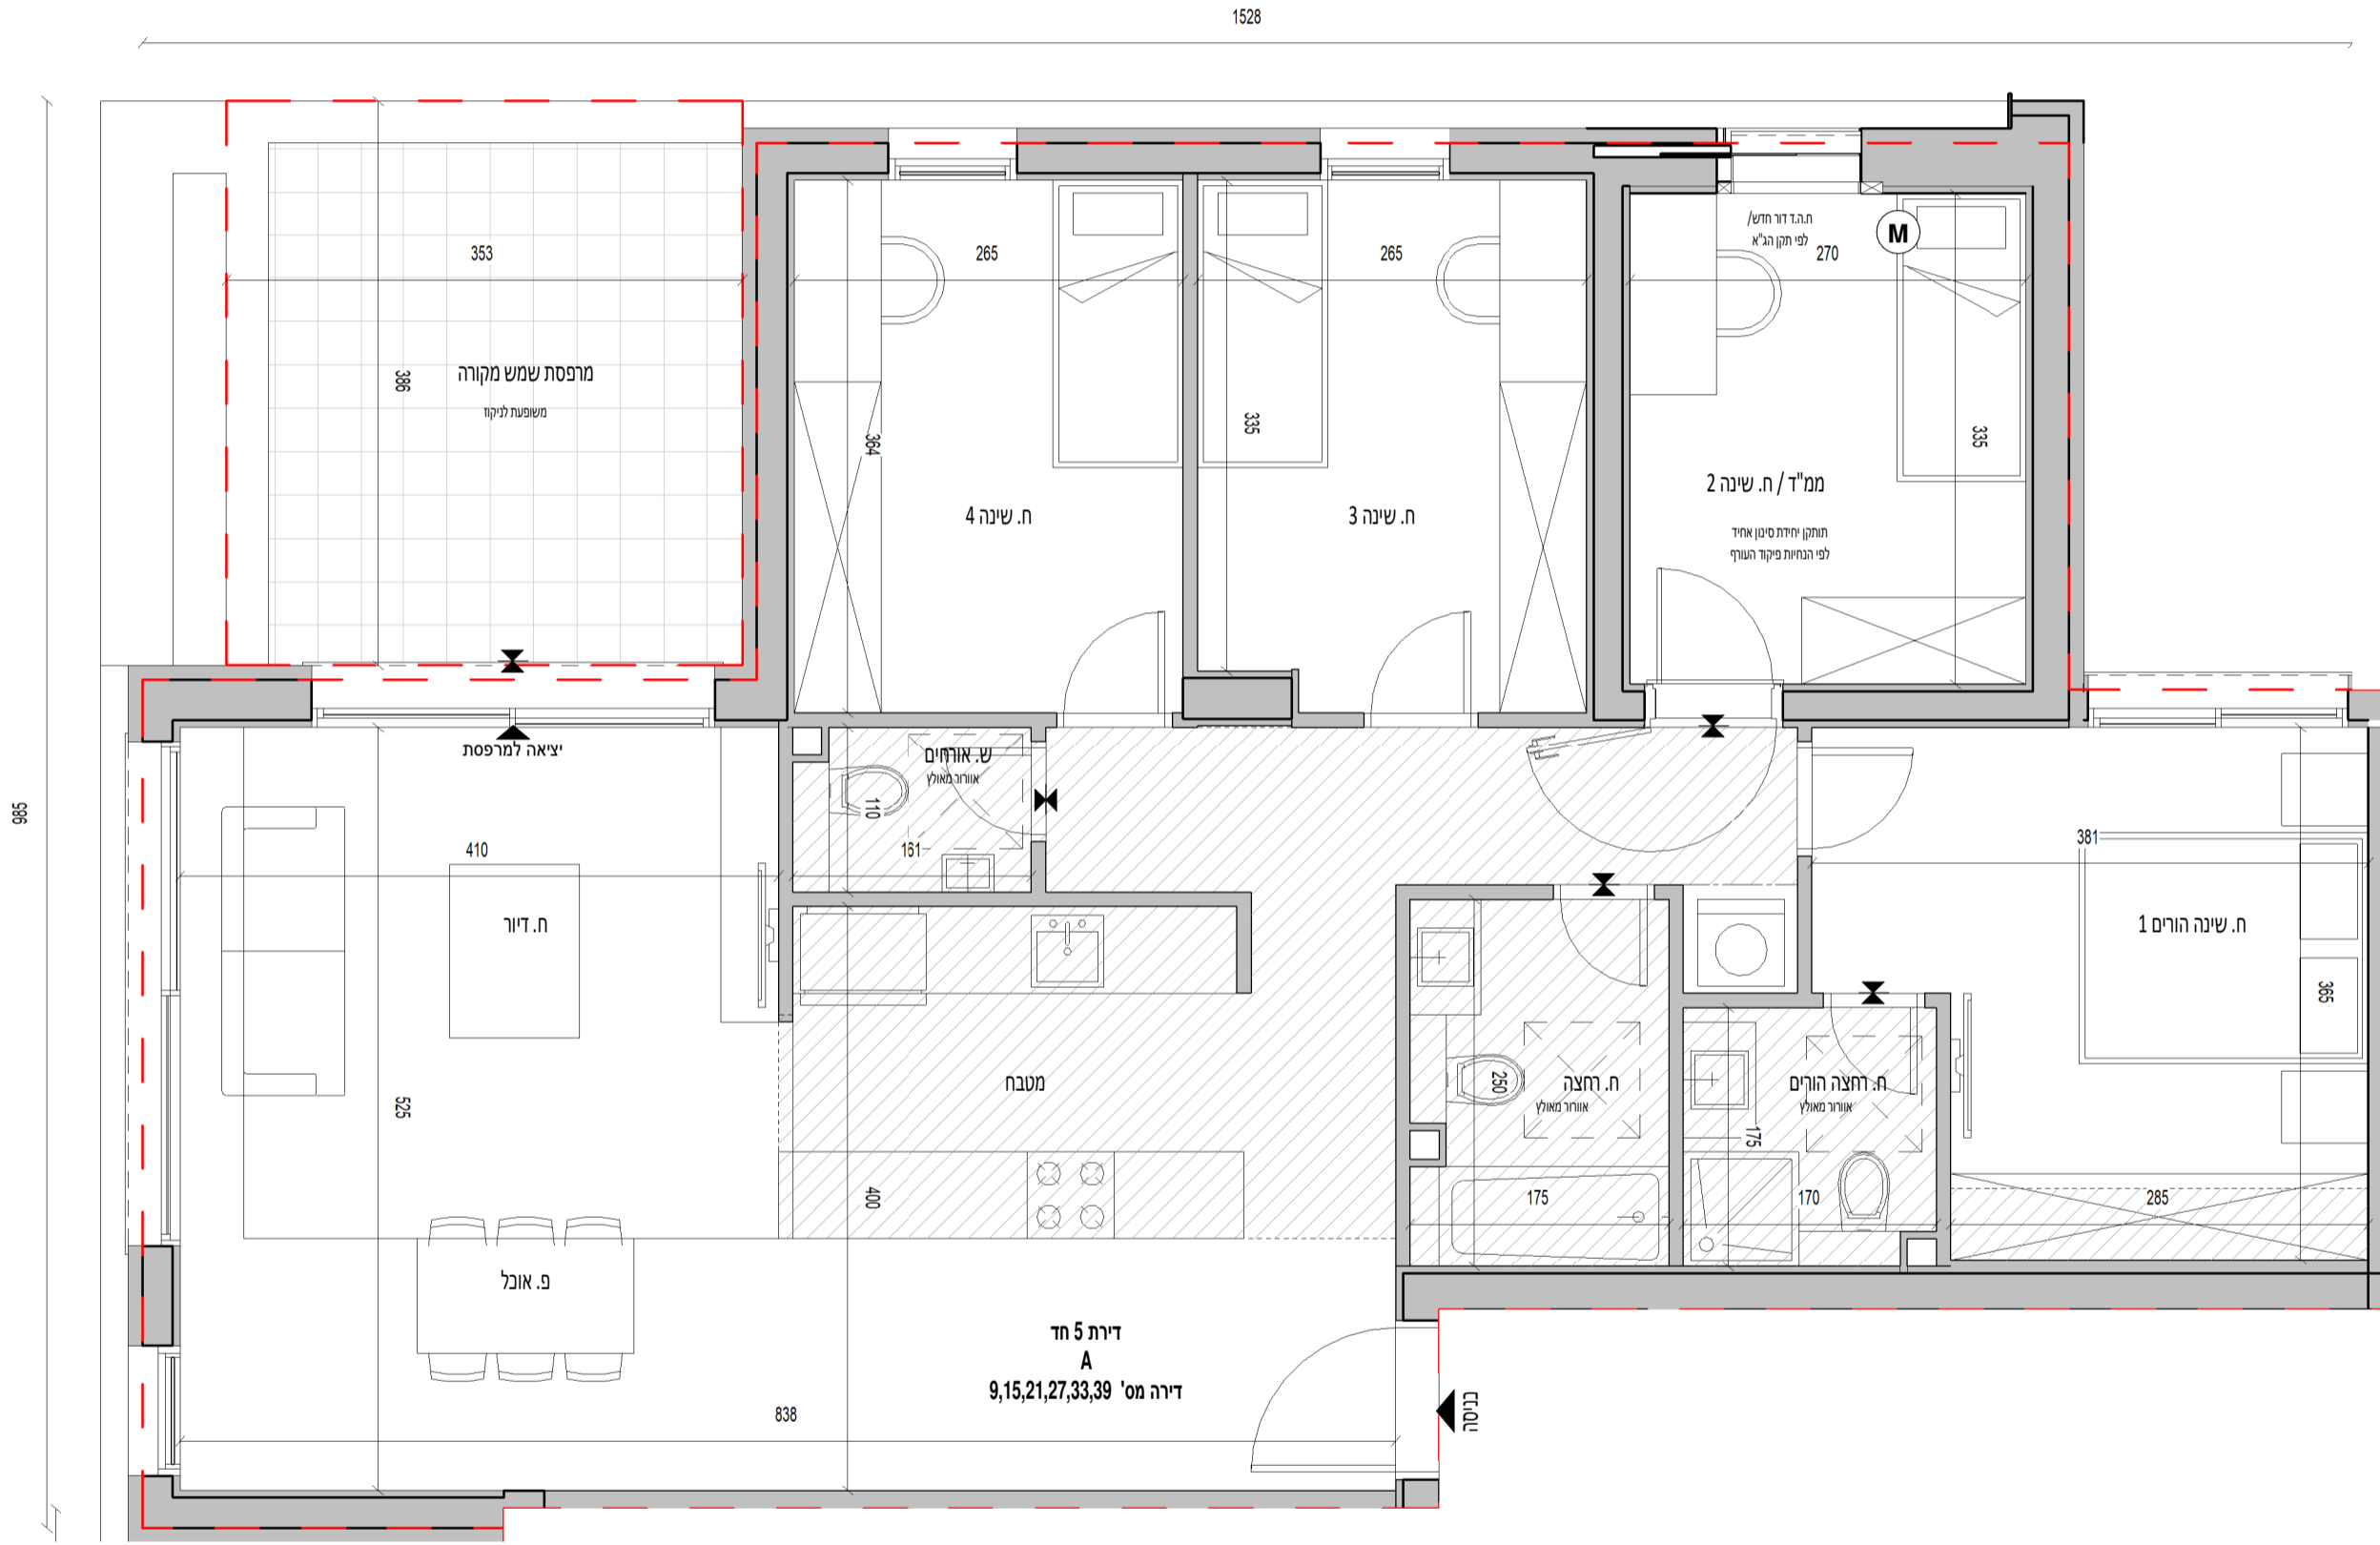 1528
986
353
386
מרפסת שמש מקורה
משופעת לניקוז
265
364
ח. שינה 4
265
335
ח. שינה 3
ח.ה.ד דור חדש/
לפי תקן הג"א
270
M
335
ממ"ד / ח. שינה 2
תותקן יחידת סינון אחיד
לפי הנחיות פיקוד העורף
יציאה למרפסת
ש. אורחים
אוורור מאולץ
110
161
410
ח. דיור
525
מטבח
400
381
ח. שינה הורים 1
365
285
ח. רחצה
אוורור מאולץ
250
175
ח. רחצה הורים
אוורור מאולץ
175
170
פ. אוכל
דירת 5 חד
A
דירה מס' 9,15,21,27,33,39
838
כניסה